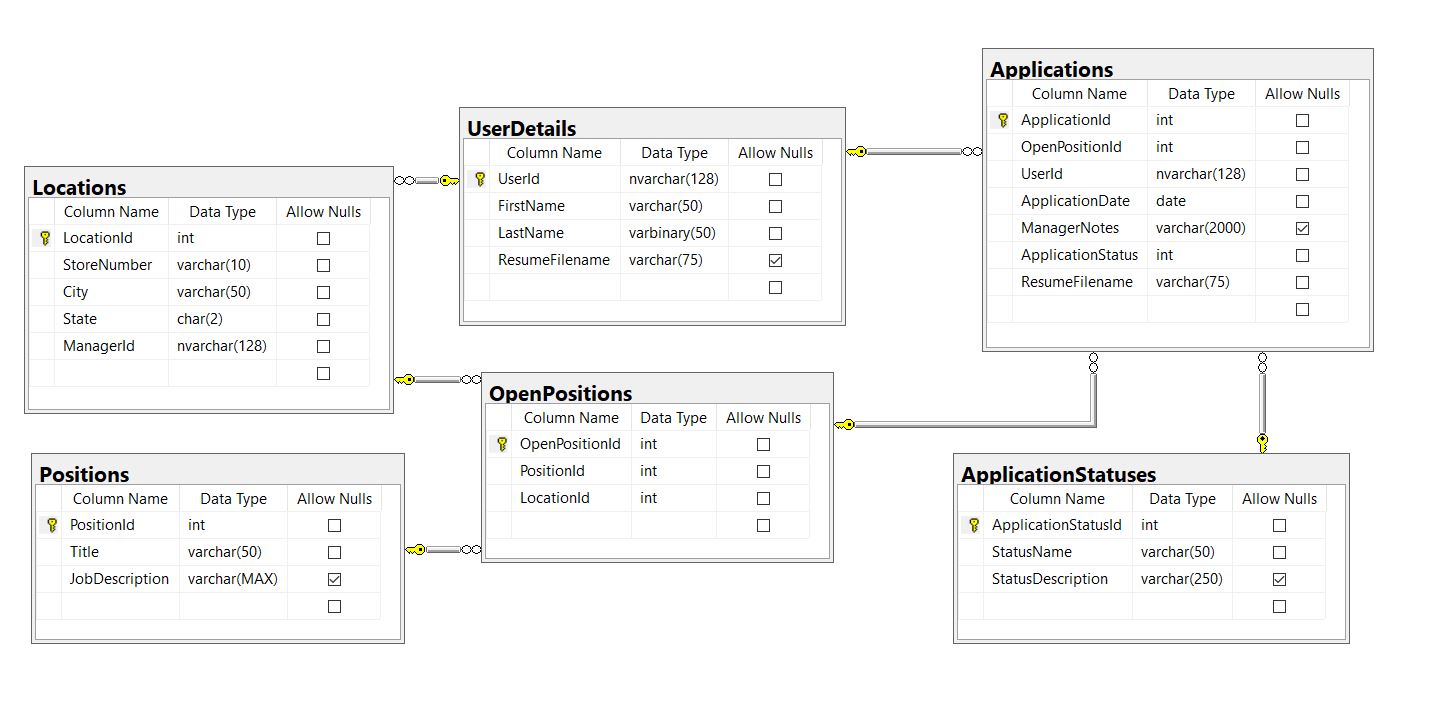 Locations
Column Name Data Type Allow Nulls
LocationId int
StoreNumber varchar(10)
City varchar(50)
State char(2)
ManagerId nvarchar(128)
UserDetails
Column Name Data Type Allow Nulls
UserId nvarchar(128)
FirstName varchar(50)
LastName varbinary(50)
ResumeFilename varchar(75)
Applications
Column Name Data Type Allow Nulls
ApplicationId int
OpenPositionId int
UserId nvarchar(128)
ApplicationDate date
ManagerNotes varchar(2000)
ApplicationStatus int
ResumeFilename varchar(75)
Positions
Column Name Data Type Allow Nulls
PositionId int
Title varchar(50)
JobDescription varchar(MAX)
OpenPositions
Column Name Data Type Allow Nulls
OpenPositionId int
PositionId int
LocationId int
ApplicationStatuses
Column Name Data Type Allow Nulls
ApplicationStatusId int
StatusName varchar(50)
StatusDescription varchar(250)